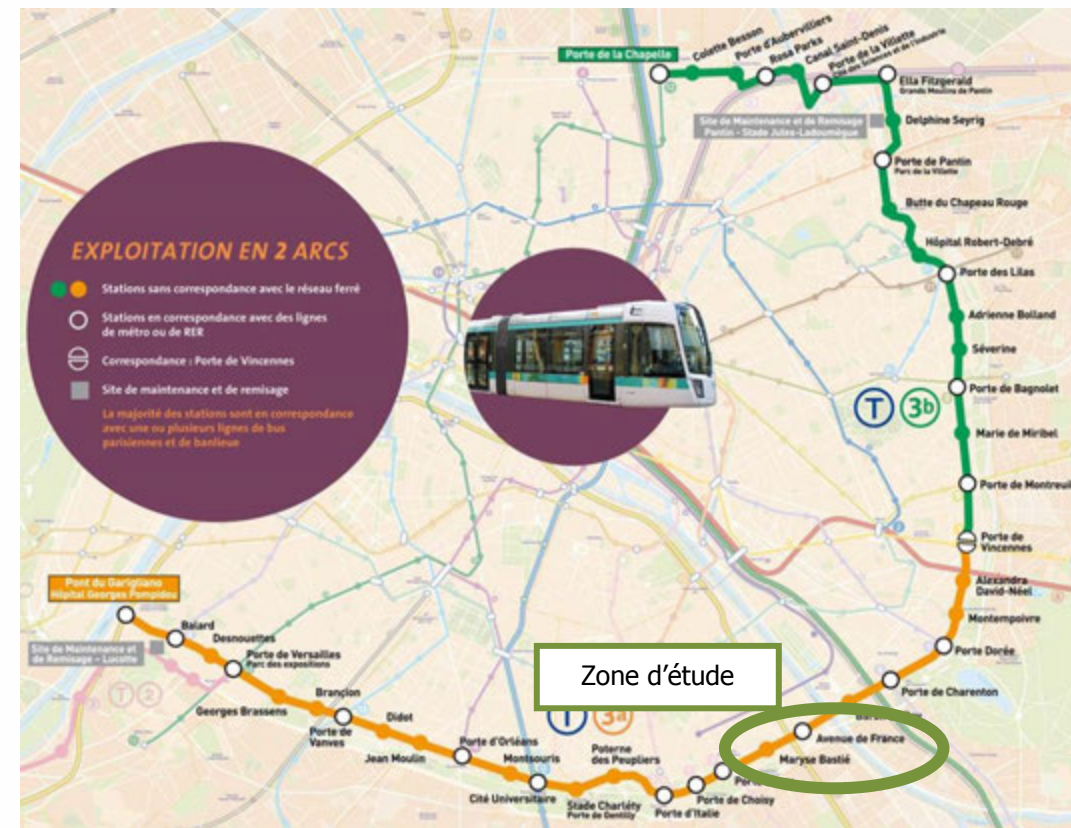 Porte de la Chapelle
Colette Besson
Porte d'Aubervilliers
Rosa Parks
Canal Saint-Denis
Porte de la Villette
Cité des Sciences et de l'Industrie
Ella Fitzgerald
Grands Moulins de Pantin
Site de Maintenance et de Remisage
Pantin - Stade Jules-Ladoumègue
Delphine Seyrig
Porte de Pantin
Parc de la Villette
Butte du Chapeau Rouge
Hôpital Robert-Debré
Porte des Lilas
Adrienne Bolland
Séverine
Porte de Bagnolet
T 3b
Marie de Miribel
Porte de Montreuil
Porte de
Vincennes
Alexandra
David-Néel
Montempoivre
Porte Dorée
Porte de Charenton
EXPLOITATION EN 2 ARCS
Stations sans correspondance avec le réseau ferré
Stations en correspondance avec des lignes
de métro ou de RER
Correspondance : Porte de Vincennes
Site de maintenance et de remisage
La majorité des stations sont en correspondance
avec une ou plusieurs lignes de bus
parisiennes et de banlieue
Pont du Garigliano
Hôpital Georges Pompidou
Balard
Desnouettes
Site de Maintenance et
de Remisage - Lucotte
T 2
Porte de Versailles
Parc des expositions
Georges Brassens
Brançion
Porte de
Vanves
Didot
Jean Moulin
Porte d'Orléans
Montsouris
Cité Universitaire
Stade Charléty
Porte de Gentilly
Poterne
des Peupliers
Porte d'Italie
Porte de Choisy
Zone d'étude
T 3a
Avenue de France
Maryse Bastié